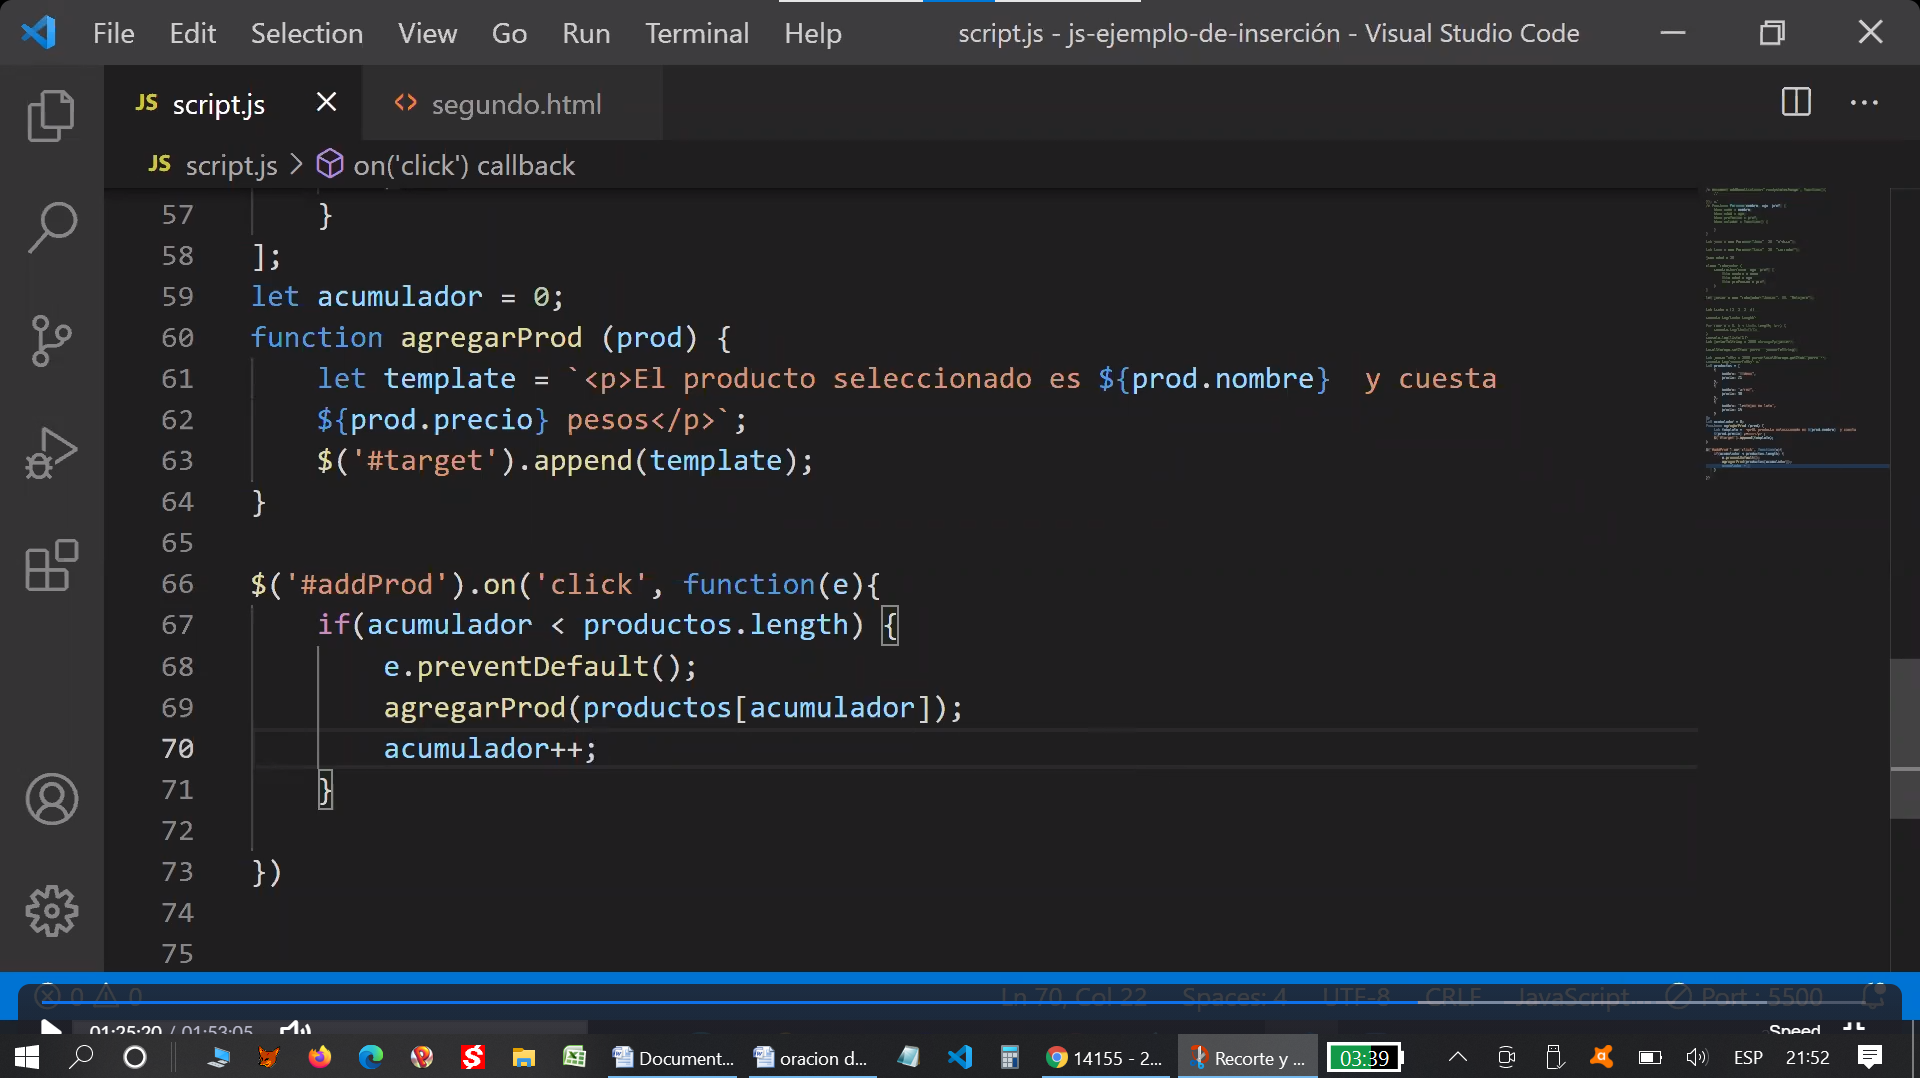 File Edit Selection View Go Run Terminal Help script.js - js-ejemplo-de-inserción - Visual Studio Code
JS script.js segundo.html
JS script.js > on('click') callback
57 }
58 ];
59 let acumulador = 0;
60 function agregarProd (prod) {
61 let template = `<p>El producto seleccionado es ${prod.nombre}  y cuesta
62 ${prod.precio} pesos</p>`;
63 $('#target').append(template);
64 }
65
66 $('#addProd').on('click', function(e){
67 if(acumulador < productos.length) {
68 e.preventDefault();
69 agregarProd(productos[acumulador]);
70 acumulador++;
71 }
72
73 })
74
75
0 0 Ln 70, Col 22 Spaces: 4 UTF-8 CRLF JavaScript Port : 5500
01:25:20 / 01:53:05 Speed
Document... oracion d... 14155 - 2... Recorte y ... 03:39 ESP 21:52